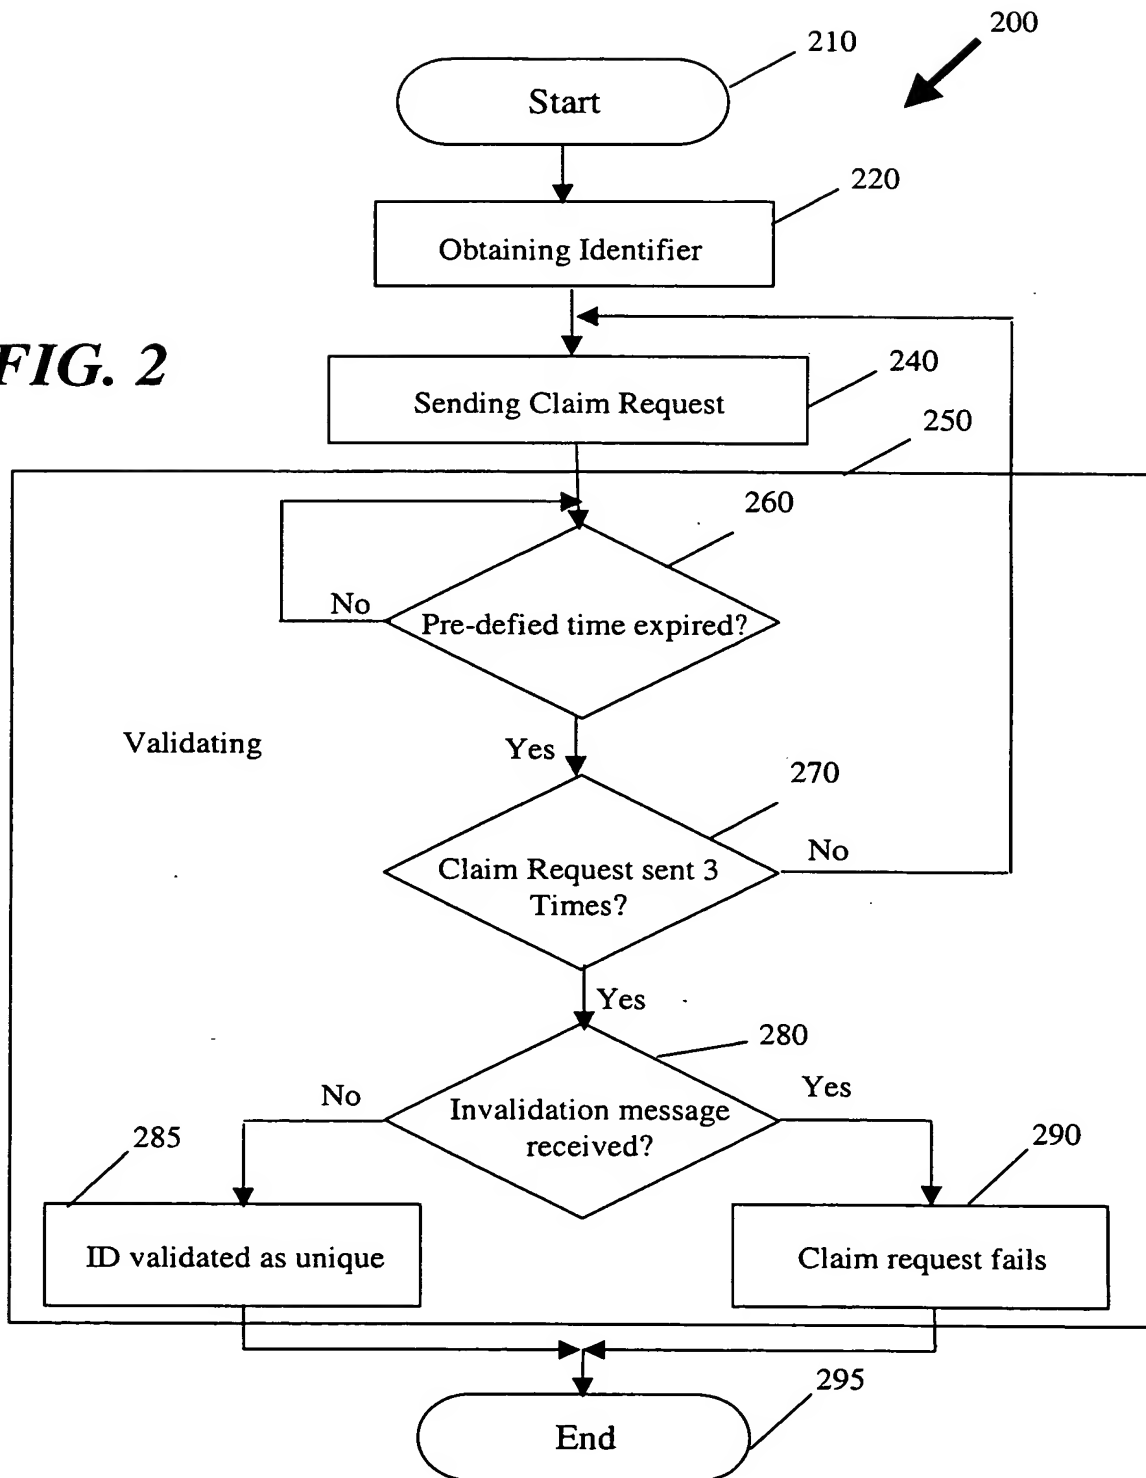 200
210
Start
220
Obtaining Identifier
FIG. 2
240
Sending Claim Request
250
260
No
Pre-defied time expired?
Validating
Yes
270
No
Claim Request sent 3
Times?
Yes
280
No
Yes
Invalidation message
received?
285
290
ID validated as unique
Claim request fails
295
End